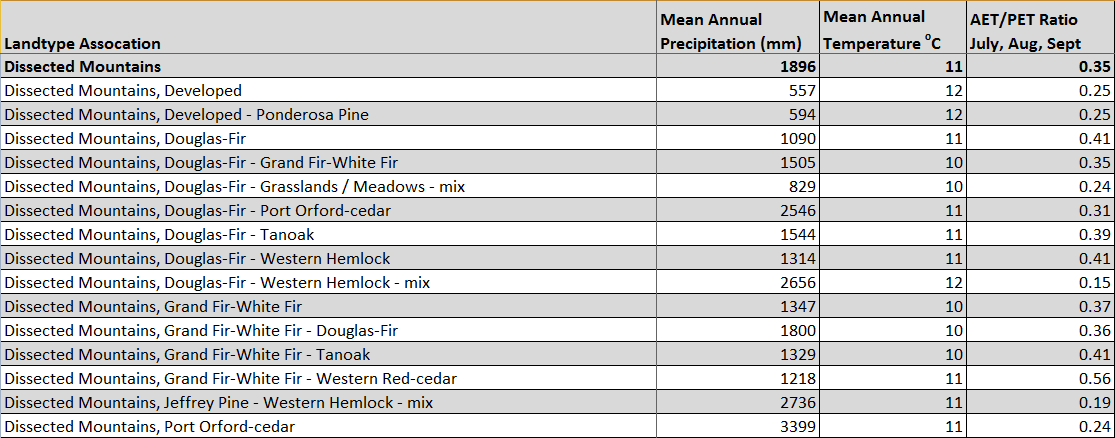 Landtype Assocation Mean Annual Precipitation (mm) Mean Annual Temperature °C AET/PET Ratio July, Aug, Sept
Dissected Mountains 1896 11 0.35
Dissected Mountains, Developed 557 12 0.25
Dissected Mountains, Developed - Ponderosa Pine 594 12 0.25
Dissected Mountains, Douglas-Fir 1090 11 0.41
Dissected Mountains, Douglas-Fir - Grand Fir-White Fir 1505 10 0.35
Dissected Mountains, Douglas-Fir - Grasslands / Meadows - mix 829 10 0.24
Dissected Mountains, Douglas-Fir - Port Orford-cedar 2546 11 0.31
Dissected Mountains, Douglas-Fir - Tanoak 1544 11 0.39
Dissected Mountains, Douglas-Fir - Western Hemlock 1314 11 0.41
Dissected Mountains, Douglas-Fir - Western Hemlock - mix 2656 12 0.15
Dissected Mountains, Grand Fir-White Fir 1347 10 0.37
Dissected Mountains, Grand Fir-White Fir - Douglas-Fir 1800 10 0.36
Dissected Mountains, Grand Fir-White Fir - Tanoak 1329 10 0.41
Dissected Mountains, Grand Fir-White Fir - Western Red-cedar 1218 11 0.56
Dissected Mountains, Jeffrey Pine - Western Hemlock - mix 2736 11 0.19
Dissected Mountains, Port Orford-cedar 3399 11 0.24